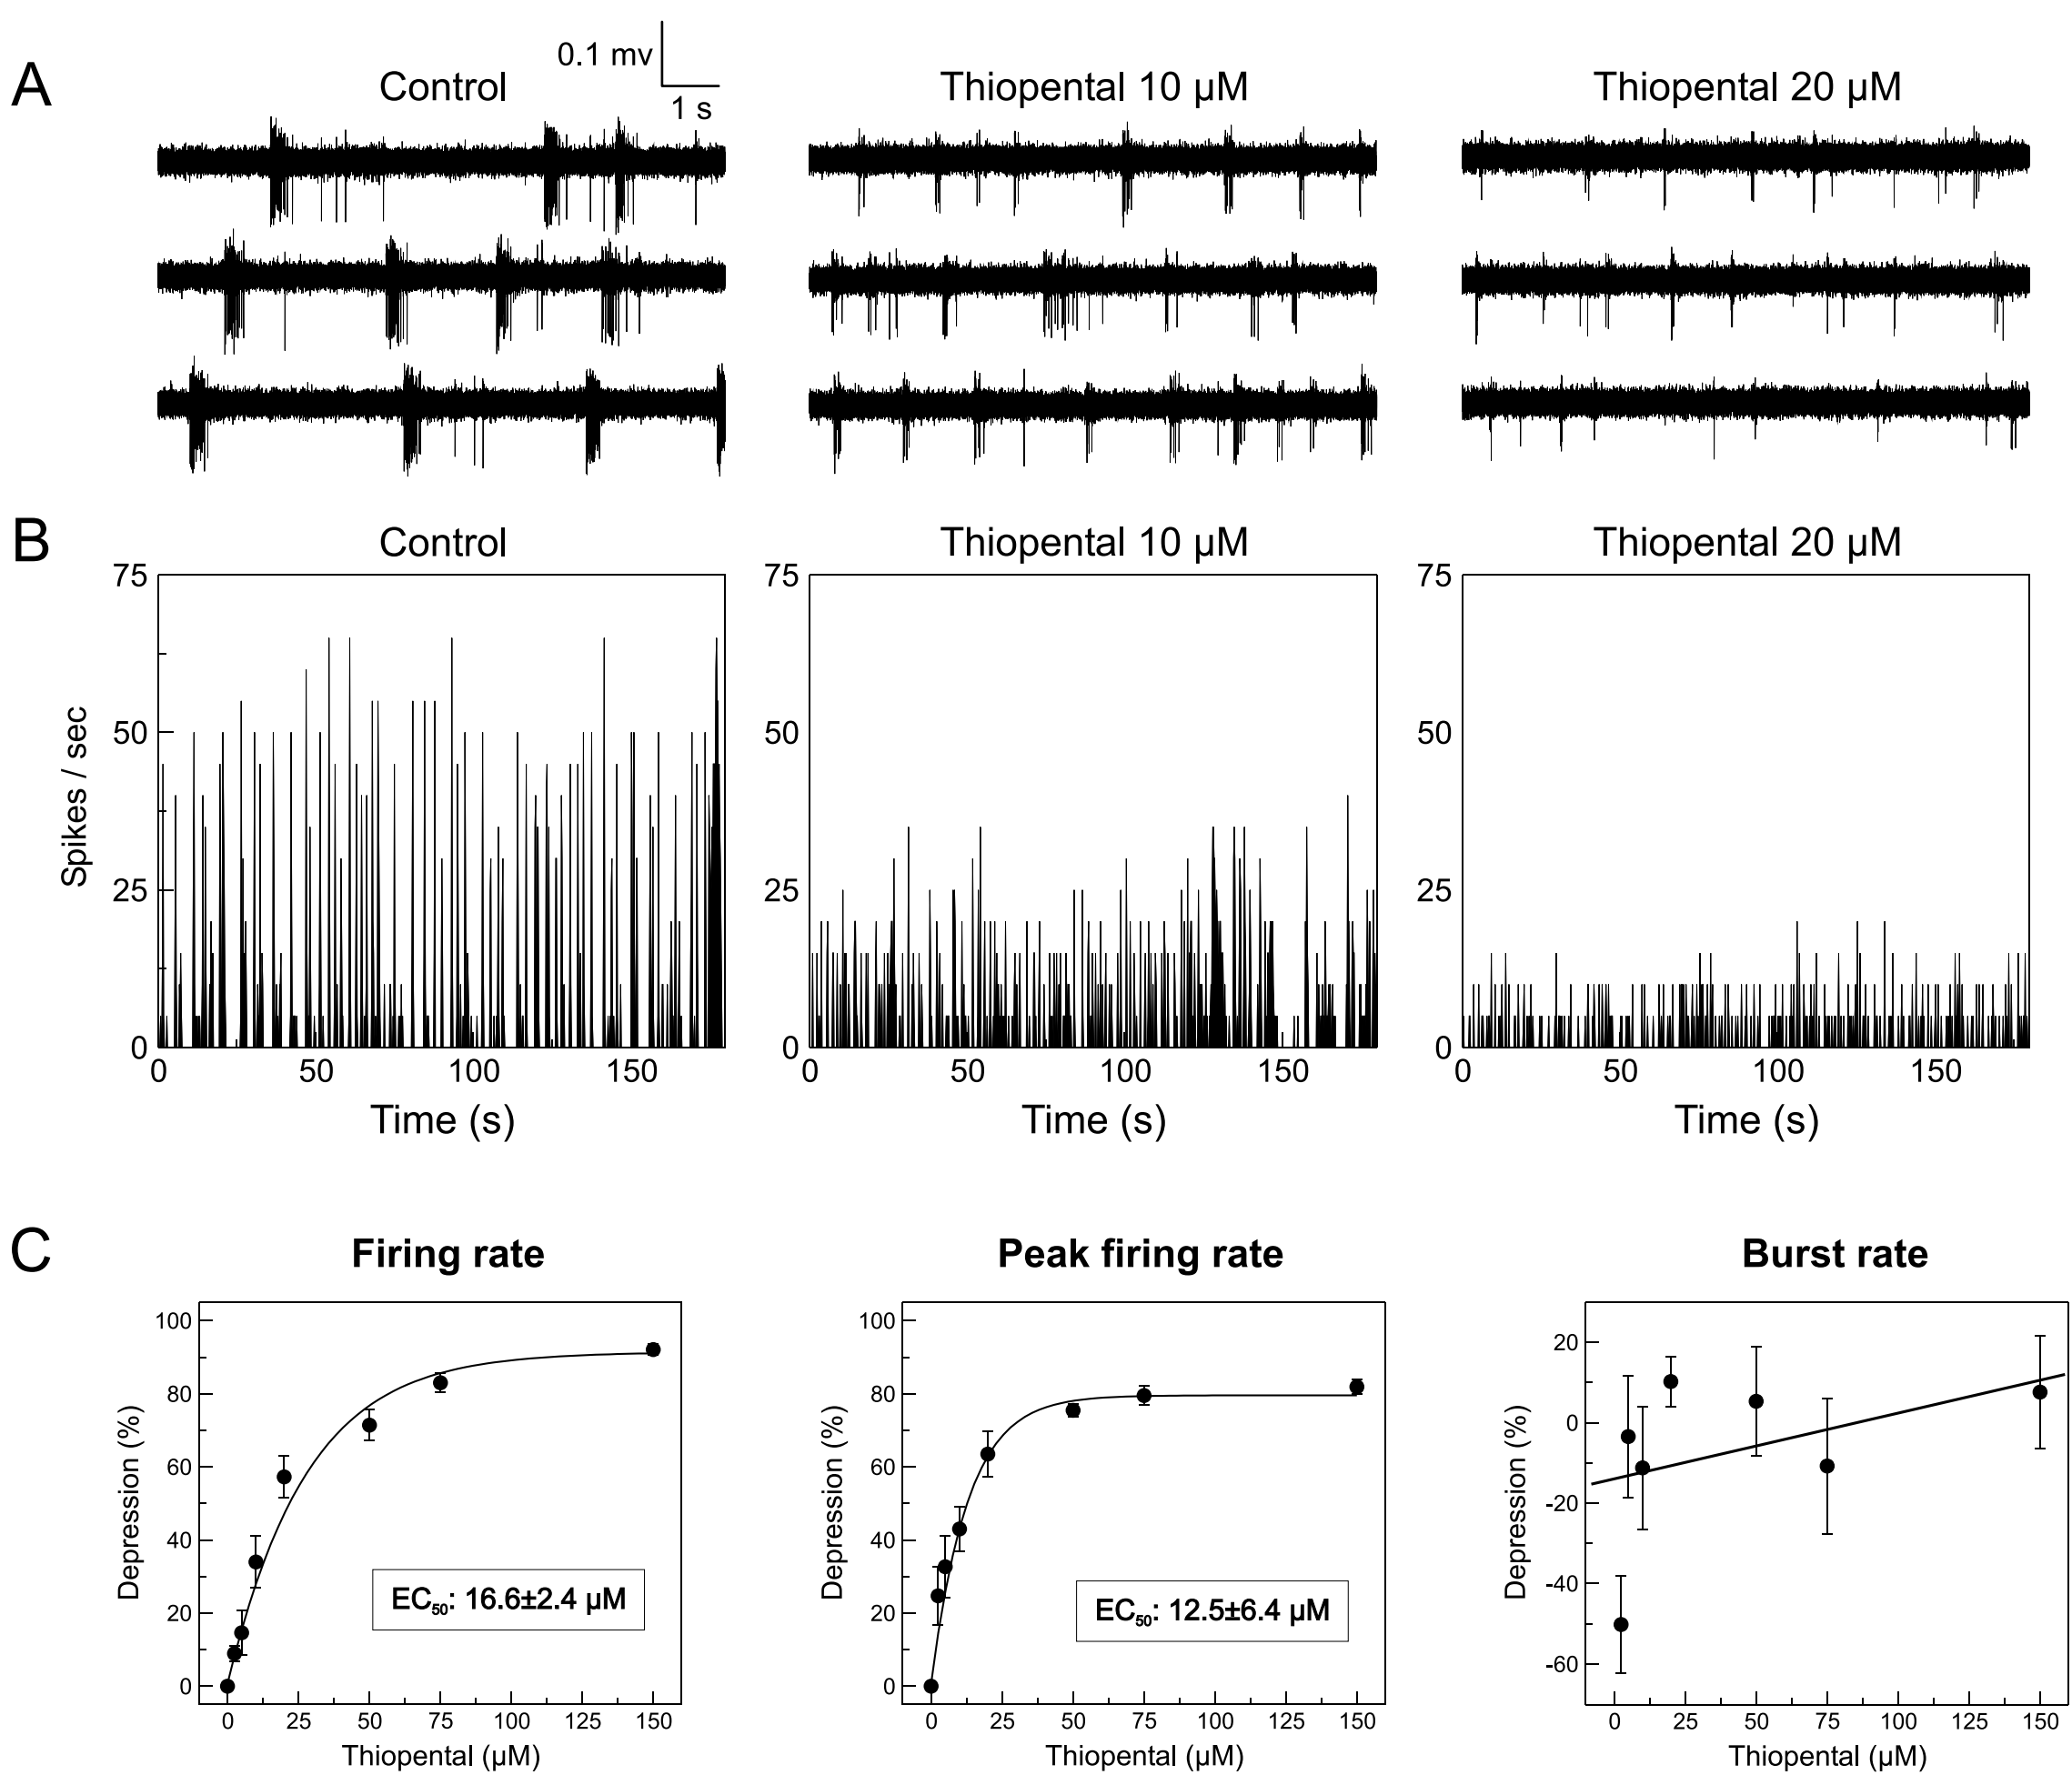 A
Control
0.1 mv
1 s
Thiopental 10 µM
Thiopental 20 µM
B
Control
Thiopental 10 µM
Thiopental 20 µM
Spikes / sec
75
50
25
0
0 50 100 150
Time (s)
75
50
25
0
0 50 100 150
Time (s)
75
50
25
0
0 50 100 150
Time (s)
C
Firing rate
Depression (%)
100
80
60
40
20
0
EC50: 16.6±2.4 µM
0 25 50 75 100 125 150
Thiopental (µM)
Peak firing rate
Depression (%)
100
80
60
40
20
0
EC50: 12.5±6.4 µM
0 25 50 75 100 125 150
Thiopental (µM)
Burst rate
Depression (%)
20
0
-20
-40
-60
0 25 50 75 100 125 150
Thiopental (µM)